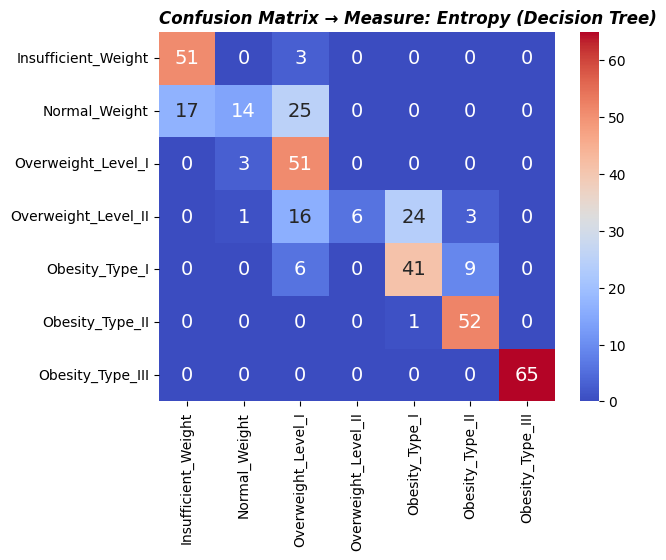 Confusion Matrix → Measure: Entropy (Decision Tree)
Insufficient_Weight 51 0 3 0 0 0 0
Normal_Weight 17 14 25 0 0 0 0
Overweight_Level_I 0 3 51 0 0 0 0
Overweight_Level_II 0 1 16 6 24 3 0
Obesity_Type_I 0 0 6 0 41 9 0
Obesity_Type_II 0 0 0 0 1 52 0
Obesity_Type_III 0 0 0 0 0 0 65
Insufficient_Weight
Normal_Weight
Overweight_Level_I
Overweight_Level_II
Obesity_Type_I
Obesity_Type_II
Obesity_Type_III
60
50
40
30
20
10
0